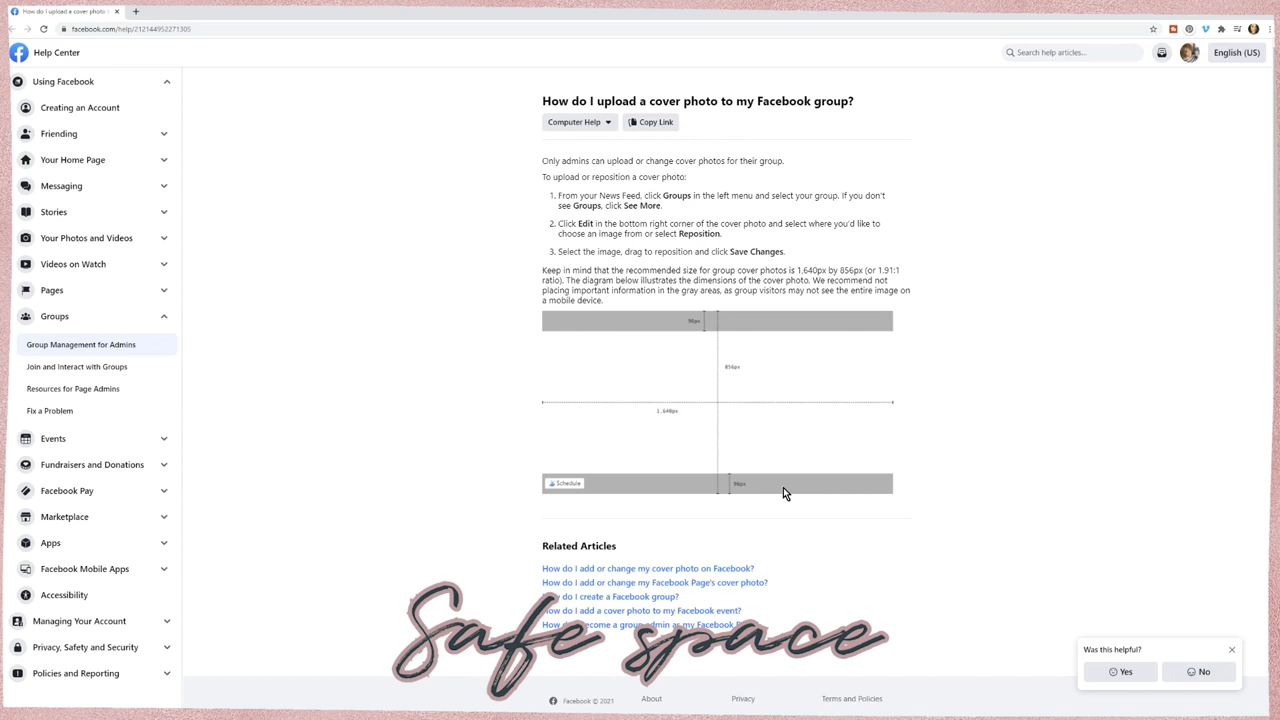 How do I upload a cover photo to
facebook.com/help/212144952271305
Help Center
Search help articles...
English (US)
Using Facebook
Creating an Account
Friending
Your Home Page
Messaging
Stories
Your Photos and Videos
Videos on Watch
Pages
Groups
Group Management for Admins
Join and Interact with Groups
Resources for Page Admins
Fix a Problem
Events
Fundraisers and Donations
Facebook Pay
Marketplace
Apps
Facebook Mobile Apps
Accessibility
Managing Your Account
Privacy, Safety and Security
Policies and Reporting
How do I upload a cover photo to my Facebook group?
Computer Help
Copy Link
Only admins can upload or change cover photos for their group.
To upload or reposition a cover photo:
1. From your News Feed, click Groups in the left menu and select your group. If you don't
see Groups, click See More.
2. Click Edit in the bottom right corner of the cover photo and select where you'd like to
choose an image from or select Reposition.
3. Select the image, drag to reposition and click Save Changes.
Keep in mind that the recommended size for group cover photos is 1,640px by 856px (or 1.91:1
ratio). The diagram below illustrates the dimensions of the cover photo. We recommend not
placing important information in the gray areas, as group visitors may not see the entire image on
a mobile device.
856px
1,640px
Schedule
Related Articles
How do I add or change my cover photo on Facebook?
How do I add or change my Facebook Page's cover photo?
do I create a Facebook group?
How do I add a cover photo to my Facebook event?
How do become a group admin as my Facebook
Safe space
Was this helpful?
Yes
No
Facebook © 2021
About
Privacy
Terms and Policies